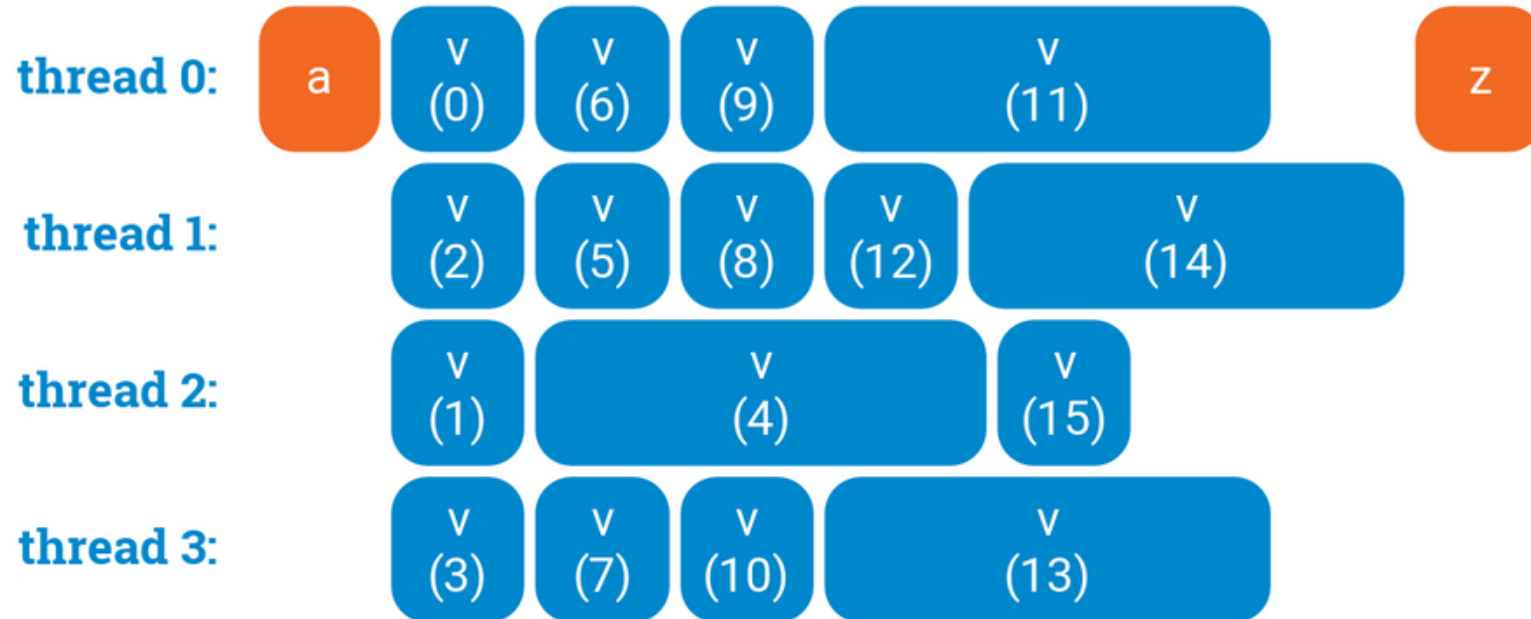 thread 0:
a
v
(0)
v
(6)
v
(9)
v
(11)
z
thread 1:
v
(2)
v
(5)
v
(8)
v
(12)
v
(14)
thread 2:
v
(1)
v
(4)
v
(15)
thread 3:
v
(3)
v
(7)
v
(10)
v
(13)